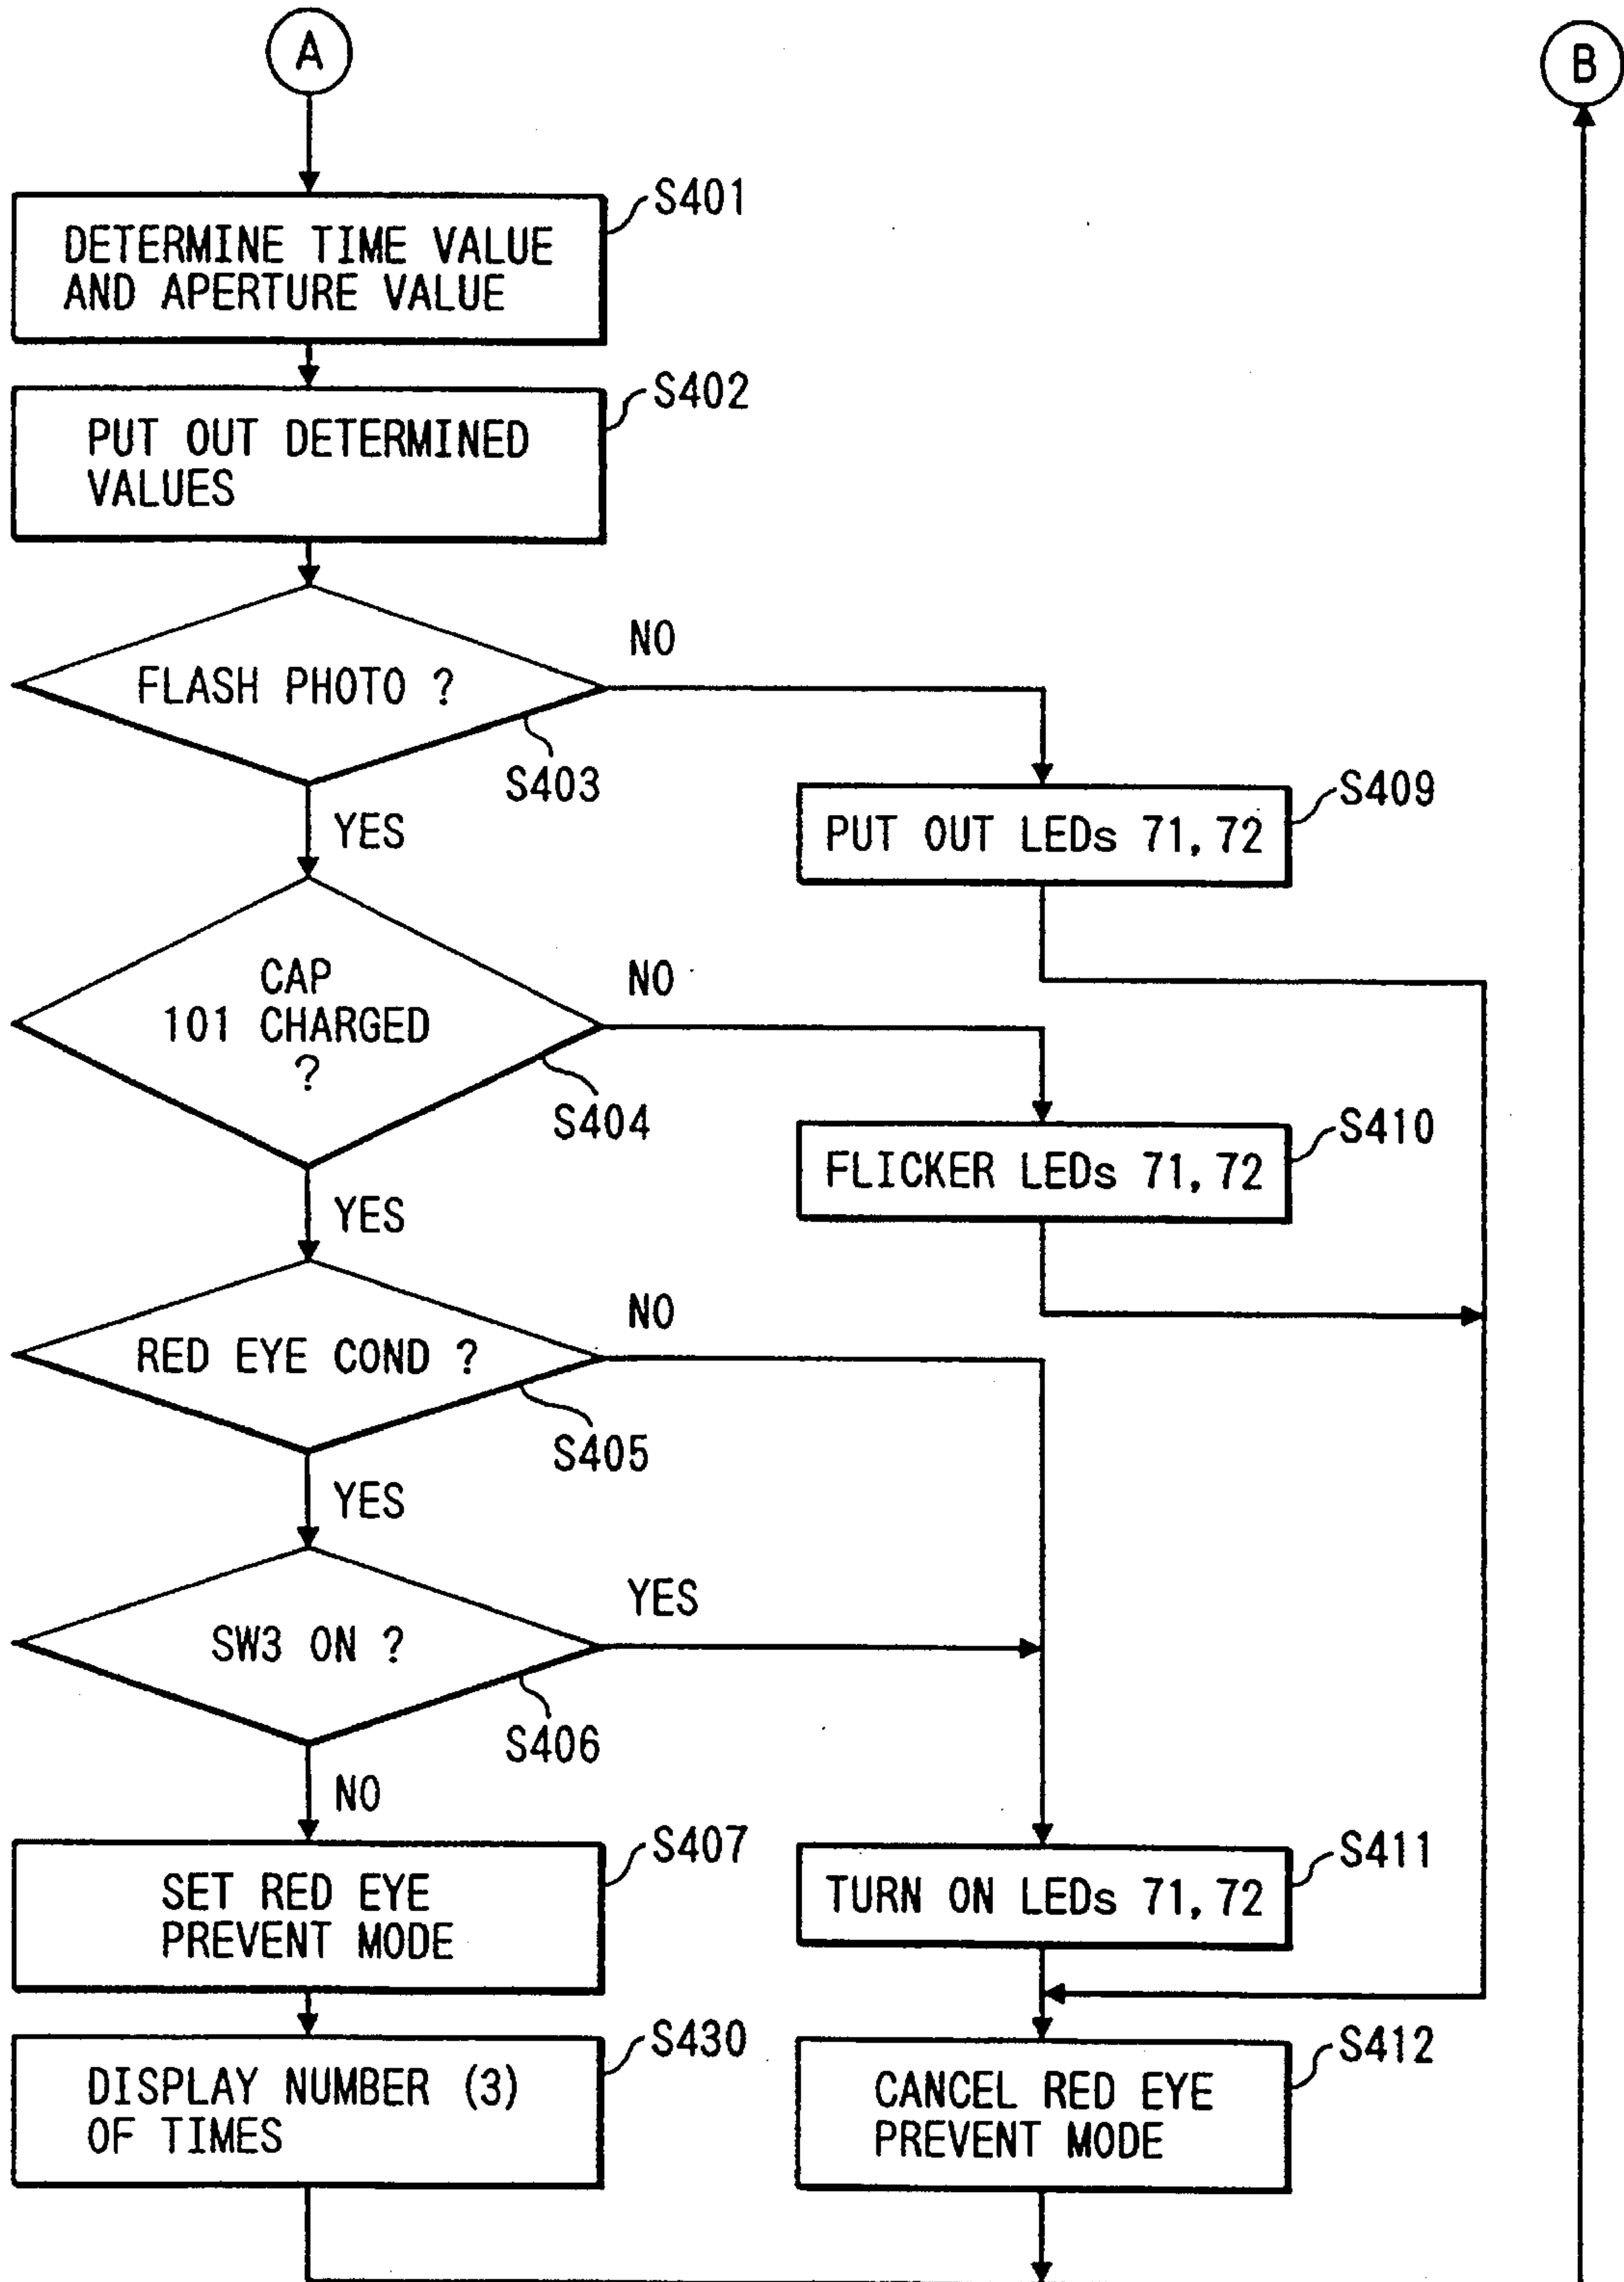 A
B
S401
DETERMINE TIME VALUE
AND APERTURE VALUE
S402
PUT OUT DETERMINED
VALUES
NO
FLASH PHOTO ?
S403
YES
S409
PUT OUT LEDs 71, 72
CAP
101 CHARGED
?
NO
S404
YES
S410
FLICKER LEDs 71, 72
NO
RED EYE COND ?
S405
YES
YES
SW3 ON ?
S406
NO
S407
SET RED EYE
PREVENT MODE
S411
TURN ON LEDs 71, 72
S430
DISPLAY NUMBER (3)
OF TIMES
S412
CANCEL RED EYE
PREVENT MODE